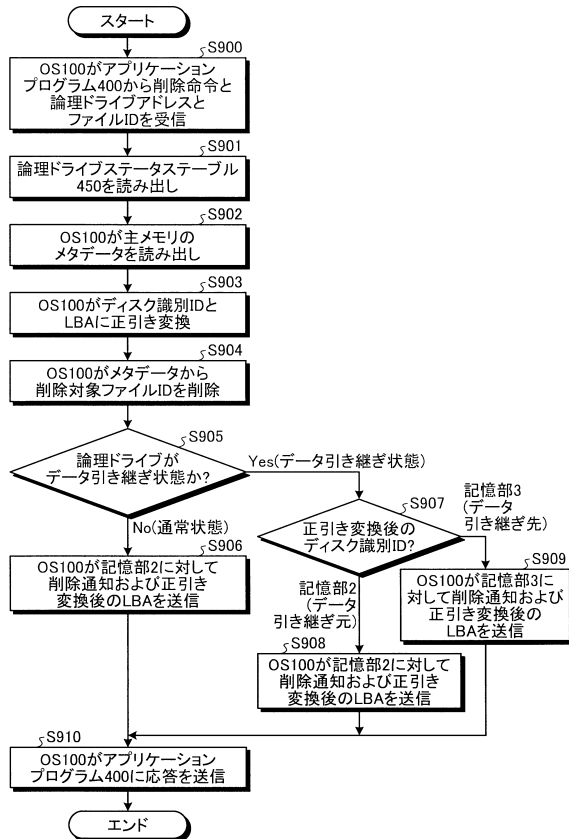 スタート
S900
OS100がアプリケーション
プログラム400から削除命令と
論理ドライブアドレスと
ファイルIDを受信
S901
論理ドライブステータステーブル
450を読み出し
S902
OS100が主メモリの
メタデータを読み出し
S903
OS100がディスク識別IDと
LBAに正引き変換
S904
OS100がメタデータから
削除対象ファイルIDを削除
S905
論理ドライブが
データ引き継ぎ状態か?
Yes(データ引き継ぎ状態)
No(通常状態)
S906
OS100が記憶部2に対して
削除通知および正引き
変換後のLBAを送信
S907
正引き変換後の
ディスク識別ID?
記憶部3
(データ
引き継ぎ先)
記憶部2
(データ
引き継ぎ元)
S909
OS100が記憶部3に
対して削除通知および
正引き変換後の
LBAを送信
S908
OS100が記憶部2に対して
削除通知および正引き
変換後のLBAを送信
S910
OS100がアプリケーション
プログラム400に応答を送信
エンド